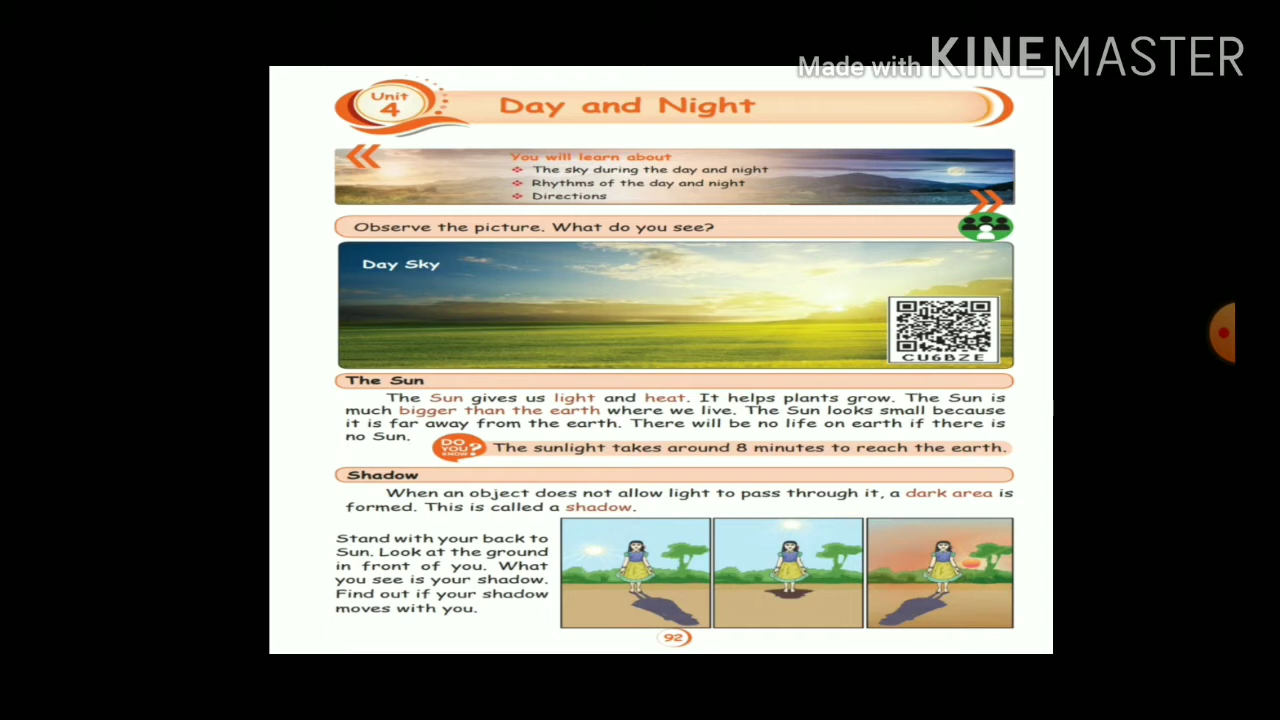 Made with KINEMASTER
Unit
4
Day and Night
You will learn about
❖ The sky during the day and night
❖ Rhythms of the day and night
❖ Directions
Observe the picture. What do you see?
Day Sky
CU6BZE
The Sun
The Sun gives us light and heat. It helps plants grow. The Sun is
much bigger than the earth where we live. The Sun looks small because
it is far away from the earth. There will be no life on earth if there is
no Sun.
DO
YOU
KNOW?
The sunlight takes around 8 minutes to reach the earth.
Shadow
When an object does not allow light to pass through it, a dark area is
formed. This is called a shadow.
Stand with your back to
Sun. Look at the ground
in front of you. What
you see is your shadow.
Find out if your shadow
moves with you.
92